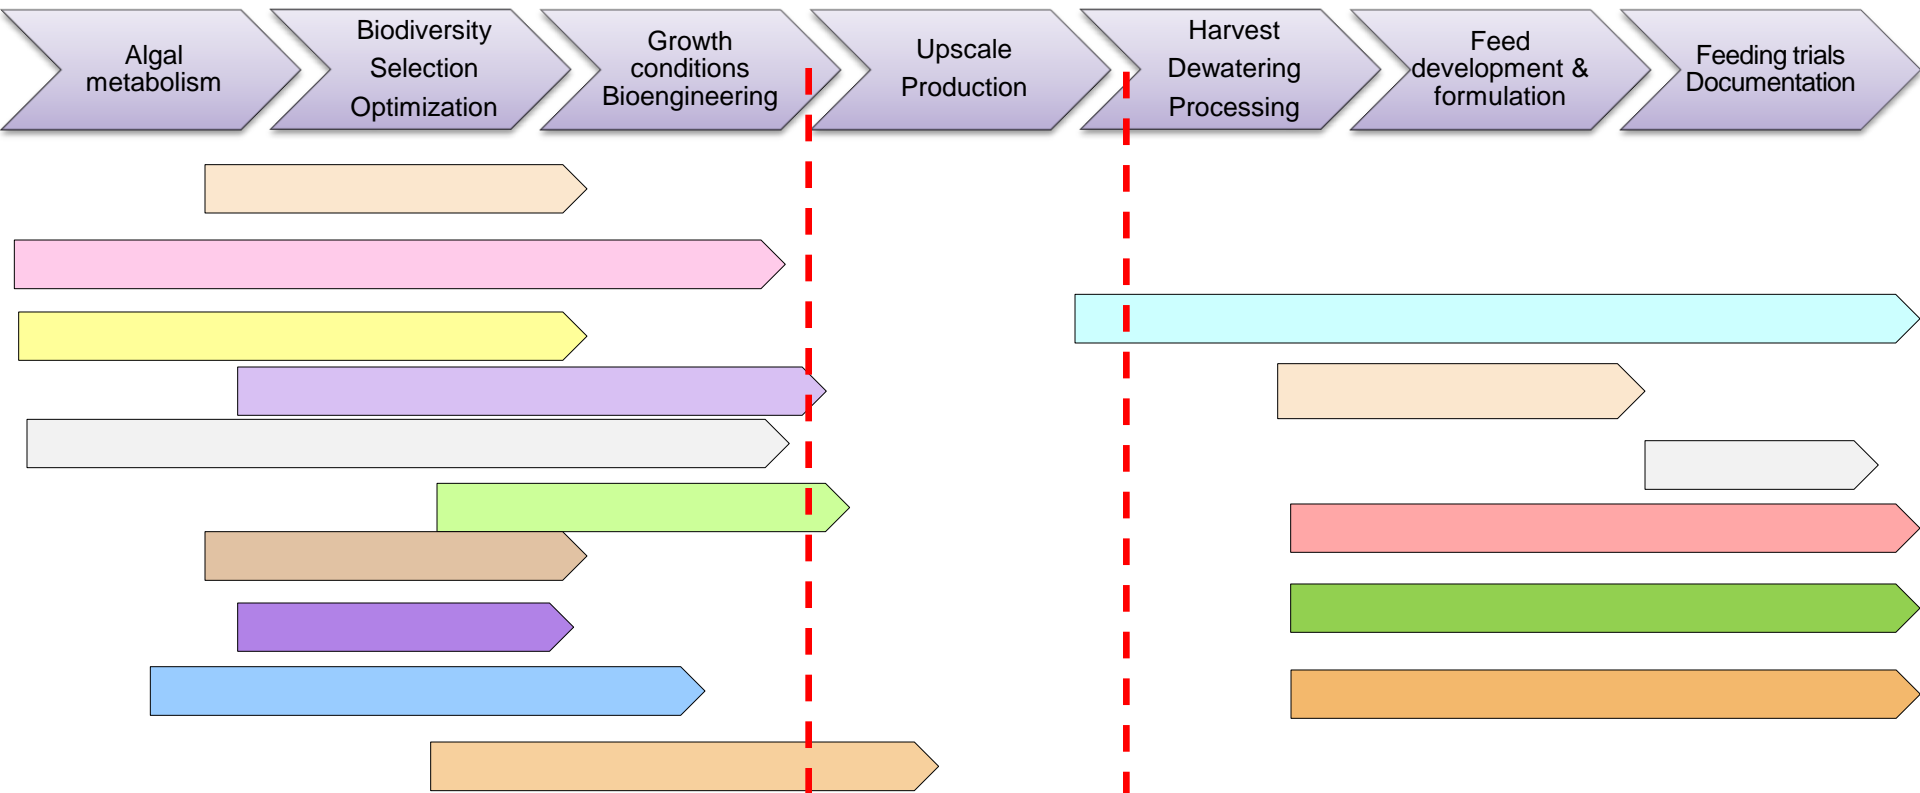 Algal
metabolism
Biodiversity
Selection
Optimization
Growth
conditions
Bioengineering
Upscale
Production
Harvest
Dewatering
Processing
Feed
development &
formulation
Feeding trials
Documentation